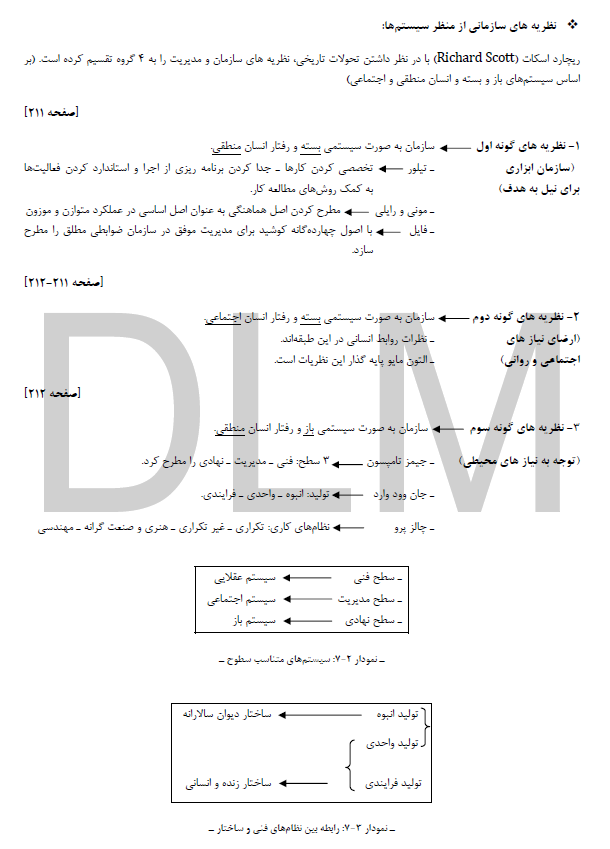 ❖ نظریه های سازمانی از منظر سیستم‌ها:
ریچارد اسکات (Richard Scott) با در نظر داشتن تحولات تاریخی، نظریه های سازمان و مدیریت را به ۴ گروه تقسیم کرده است. (بر
اساس سیستم‌های باز و بسته و انسان منطقی و اجتماعی)
[صفحه ۲۱۱]
۱- نظریه های گونه اول ← سازمان به صورت سیستمی بسته و رفتار انسان منطقی.
(سازمان ابزاری ـ تیلور ← تخصصی کردن کارها ـ جدا کردن برنامه ریزی از اجرا و استاندارد کردن فعالیت‌ها
برای نیل به هدف) به کمک روش‌های مطالعه کار.
ـ مونی و رایلی ← مطرح کردن اصل هماهنگی به عنوان اصل اساسی در عملکرد متوازن و موزون
ـ فایل ← با اصول چهارده‌گانه کوشید برای مدیریت موفق در سازمان ضوابطی مطلق را مطرح
سازد.
[صفحه ۲۱۱-۲۱۲]
۲- نظریه های گونه دوم ← سازمان به صورت سیستمی بسته و رفتار انسان اجتماعی.
(ارضای نیاز های ـ نظرات روابط انسانی در این طبقه‌اند.
اجتماعی و روانی) ـ التون مایو پایه گذار این نظریات است.
[صفحه ۲۱۲]
۳- نظریه های گونه سوم ← سازمان به صورت سیستمی باز و رفتار انسان منطقی.
(توجه به نیاز های محیطی) ـ جیمز تامپسون ← ۳ سطح: فنی ـ مدیریت ـ نهادی را مطرح کرد.
ـ جان وود وارد ← تولید: انبوه ـ واحدی ـ فرایندی.
ـ چالز پرو ← نظام‌های کاری: تکراری ـ غیر تکراری ـ هنری و صنعت گرانه ـ مهندسی
ـ سطح فنی ← سیستم عقلایی
ـ سطح مدیریت ← سیستم اجتماعی
ـ سطح نهادی ← سیستم باز
ـ نمودار ۲-۷: سیستم‌های متناسب سطوح ـ
تولید انبوه ← ساختار دیوان سالارانه
تولید واحدی
تولید فرایندی ← ساختار زنده و انسانی
ـ نمودار ۳-۷: رابطه بین نظام‌های فنی و ساختار ـ
DLM